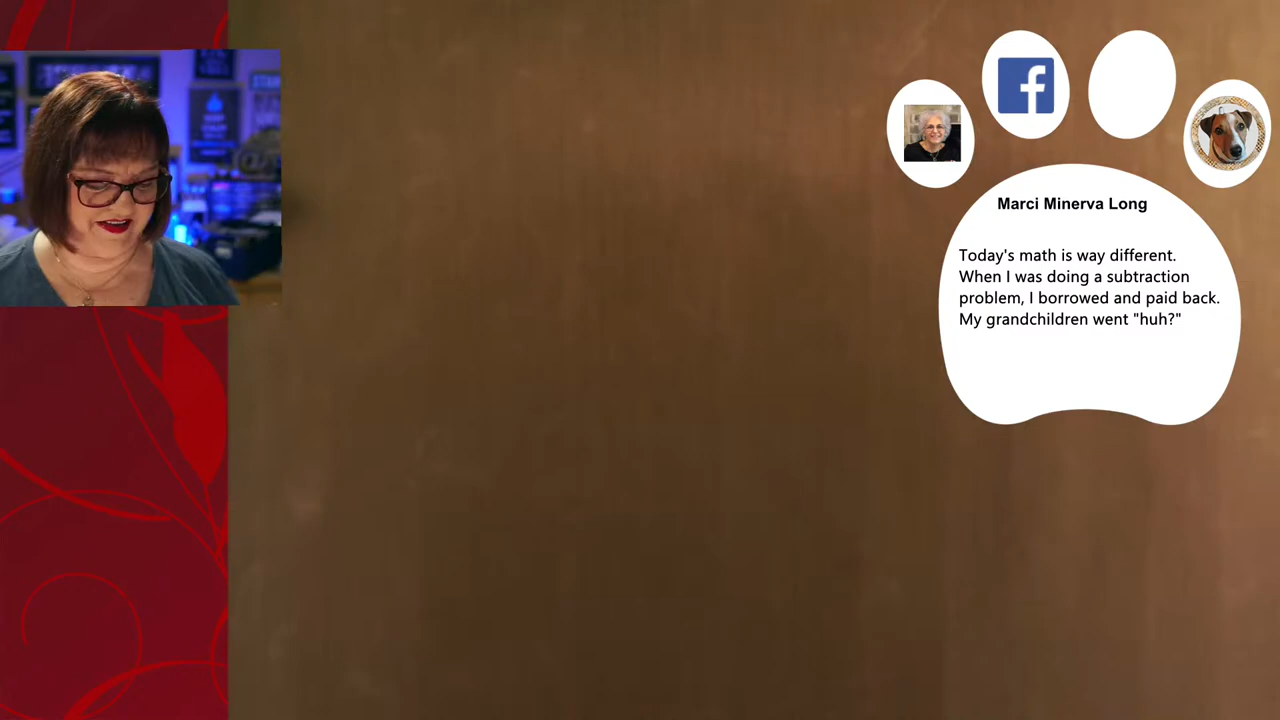 Marci Minerva Long
Today's math is way different.
When I was doing a subtraction
problem, I borrowed and paid back.
My grandchildren went "huh?"